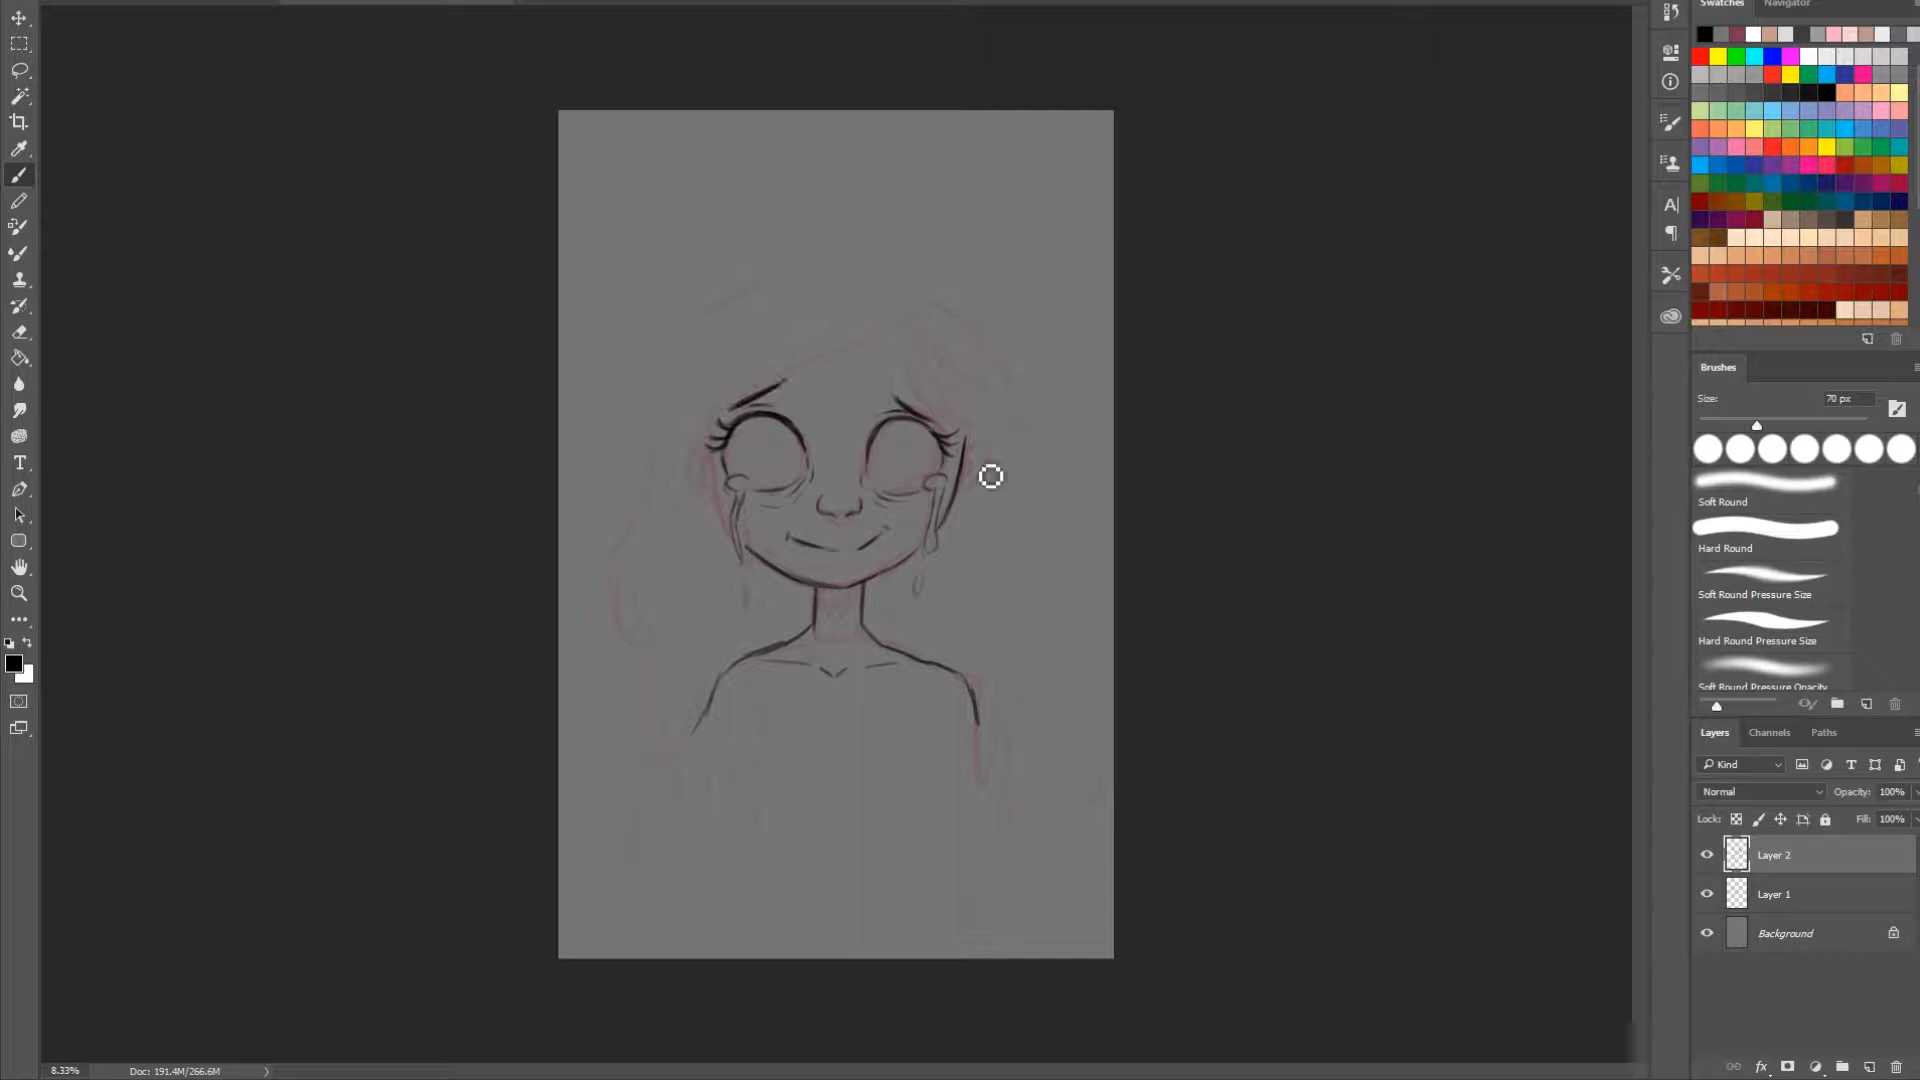 Swatches Navigator
Brushes
Size: 70 px
Soft Round
Hard Round
Soft Round Pressure Size
Hard Round Pressure Size
Soft Round Pressure Opacity
Layers Channels Paths
Kind
Normal Opacity: 100%
Lock: Fill: 100%
Layer 2
Layer 1
Background
8.33% Doc: 191.4M/266.6M